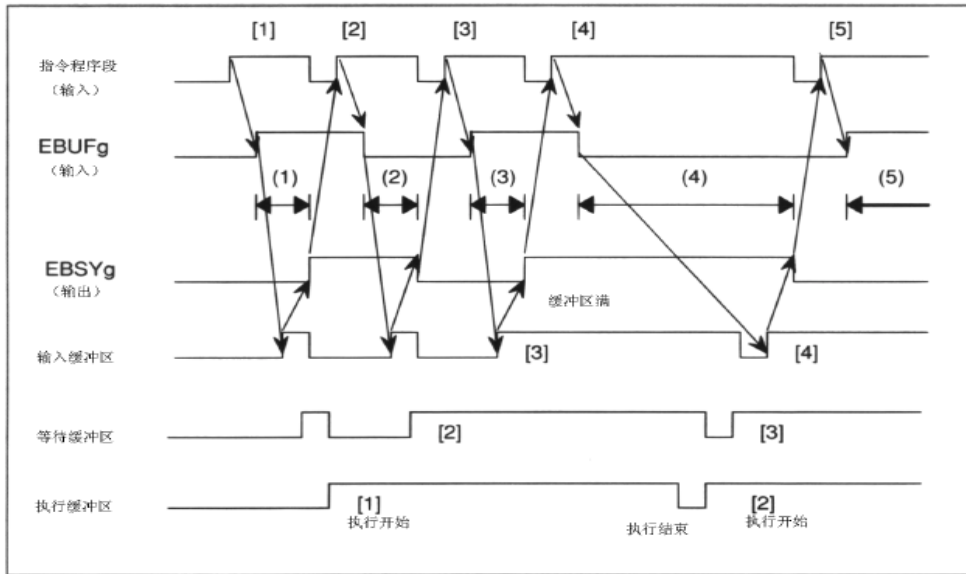 [1] [2] [3] [4] [5]
指令程序段
（输入）
EBUFg
（输入）
(1) (2) (3) (4) (5)
EBSYg
（输出）
缓冲区满
输入缓冲区
[3] [4]
等待缓冲区
[2] [3]
执行缓冲区
[1] [2]
执行开始 执行结束 执行开始